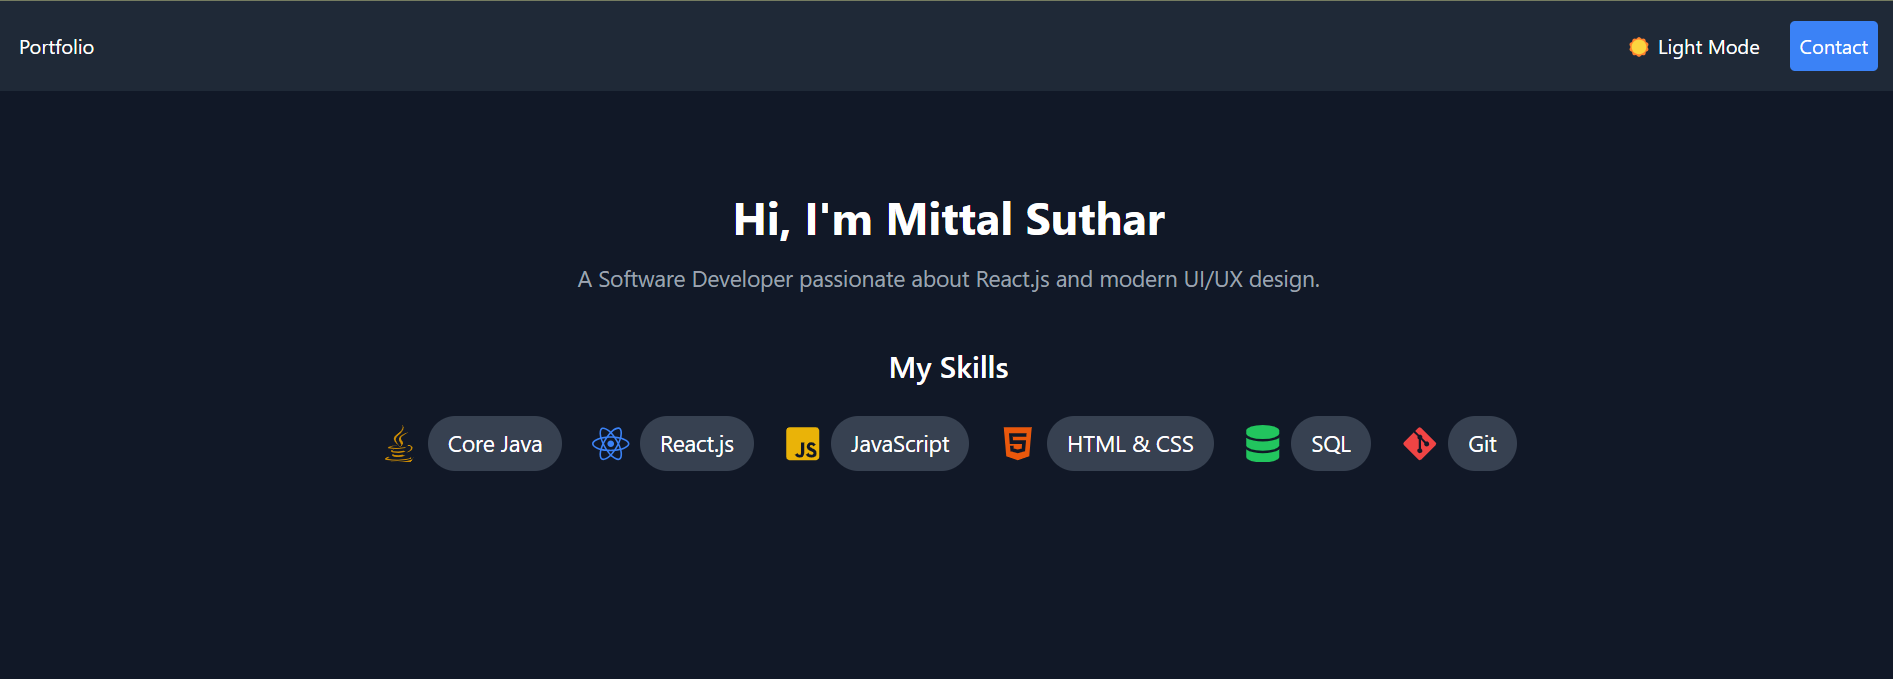 Portfolio
Light Mode
Contact
Hi, I'm Mittal Suthar
A Software Developer passionate about React.js and modern UI/UX design.
My Skills
Core Java
React.js
JS
JavaScript
5
HTML & CSS
SQL
Git